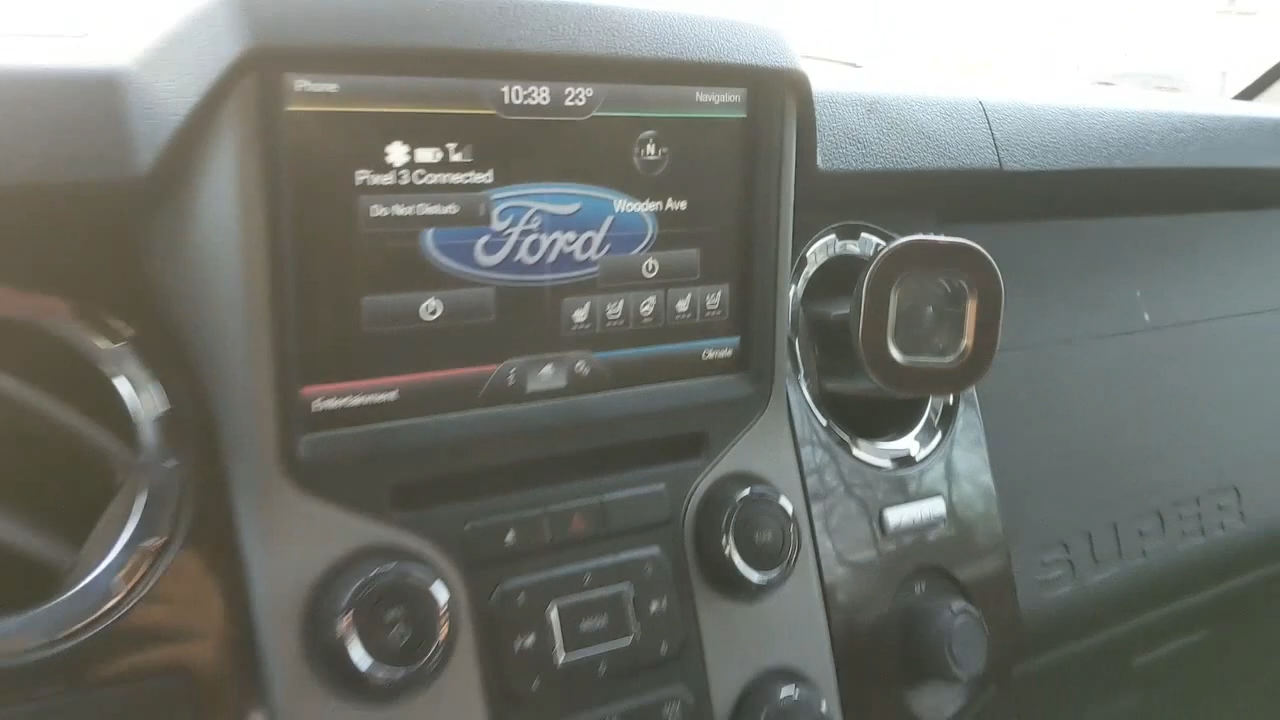 Phone
10:38 23°
Navigation
N
Pixel 3 Connected
Do Not Disturb
Wooden Ave
Ford
Climate
Entertainment
SUPER